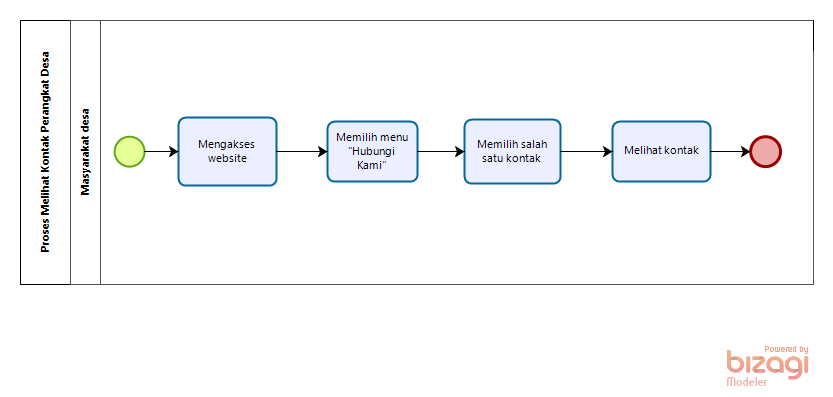 Proses Melihat Kontak Perangkat Desa
Masyarakat desa
Mengakses
website
Memilih menu
"Hubungi
Kami"
Memilih salah
satu kontak
Melihat kontak
Powered by
bizagi
Modeler